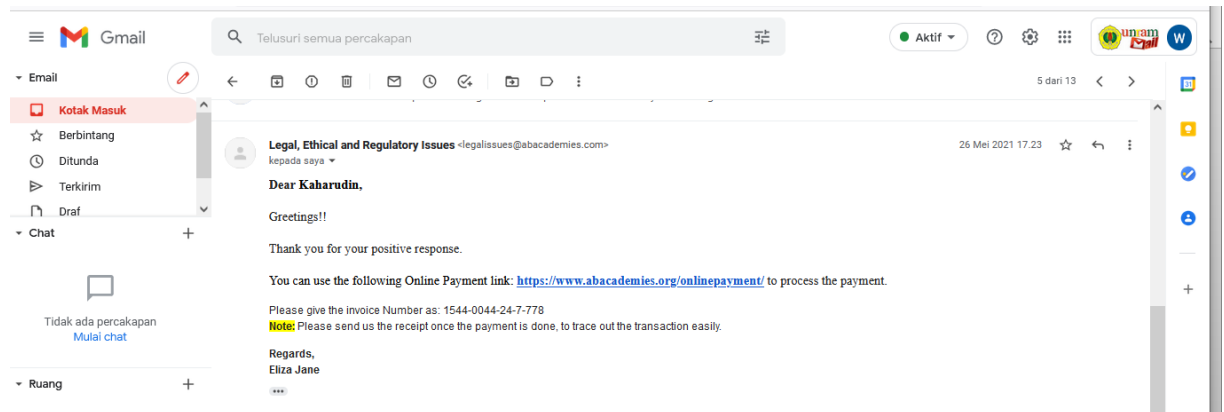 Gmail
Telusuri semua percakapan
Aktif
unram
Mail
W
Email
5 dari 13
31
Kotak Masuk
Berbintang
Ditunda
Terkirim
Draf
Chat
Tidak ada percakapan
Mulai chat
Ruang
Legal, Ethical and Regulatory Issues <legalissues@abacademies.com>
26 Mei 2021 17.23
kepada saya
Dear Kaharudin,
Greetings!!
Thank you for your positive response.
You can use the following Online Payment link: https://www.abacademies.org/onlinepayment/ to process the payment.
Please give the invoice Number as: 1544-0044-24-7-778
Note: Please send us the receipt once the payment is done, to trace out the transaction easily.
Regards,
Eliza Jane